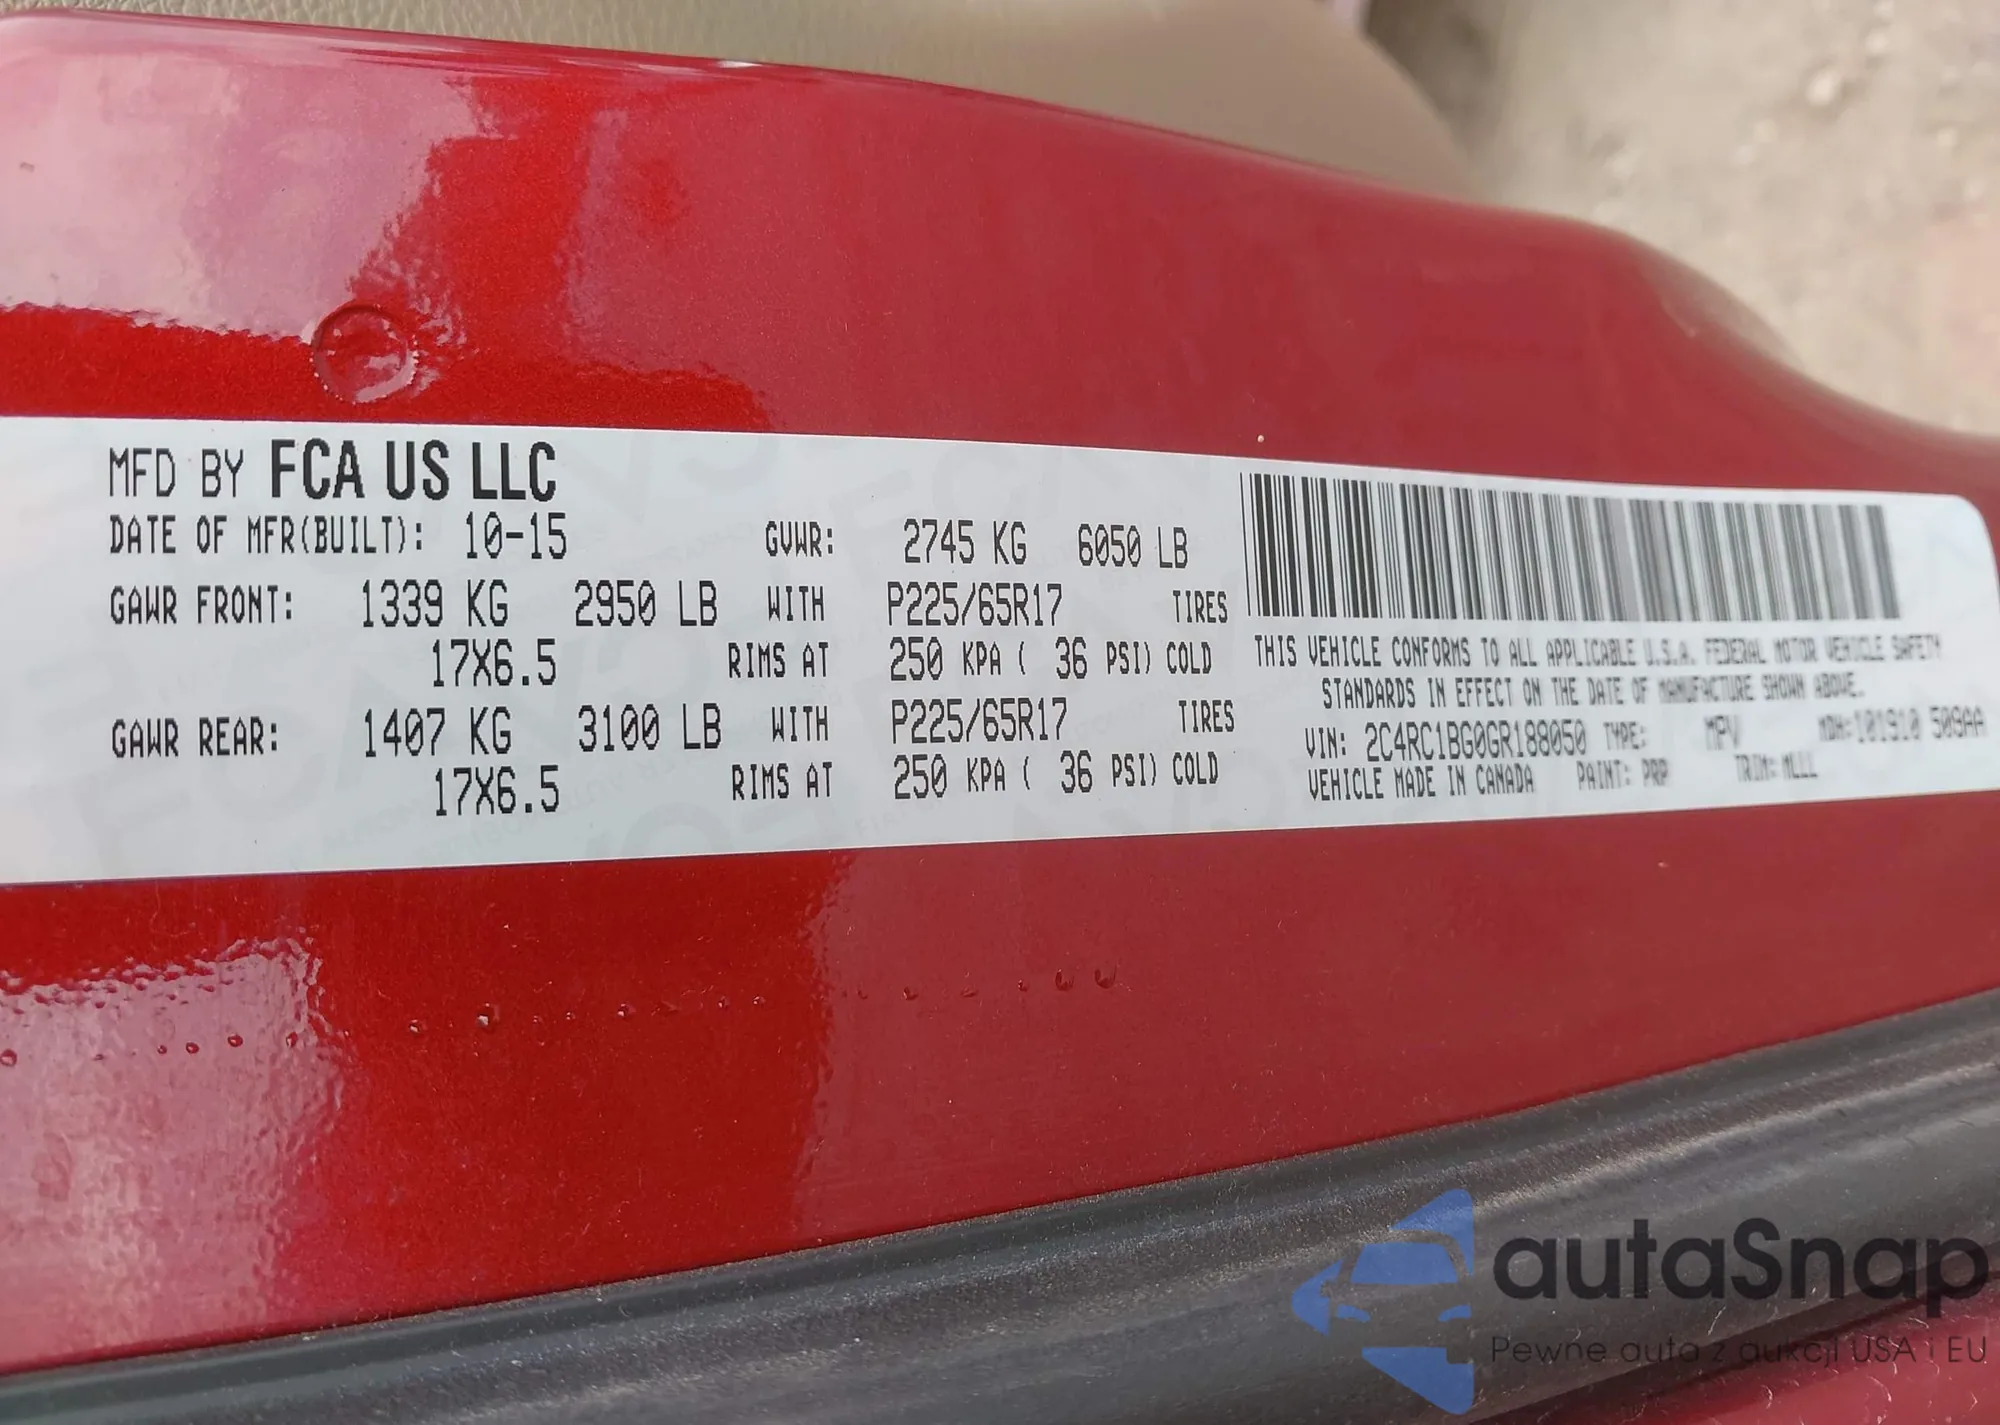 MFD BY FCA US LLC
DATE OF MFR(BUILT): 10-15 GVWR: 2745 KG 6050 LB
GAWR FRONT: 1339 KG 2950 LB WITH P225/65R17 TIRES
17X6.5 RIMS AT 250 KPA ( 36 PSI) COLD
GAWR REAR: 1407 KG 3100 LB WITH P225/65R17 TIRES
17X6.5 RIMS AT 250 KPA ( 36 PSI) COLD
THIS VEHICLE CONFORMS TO ALL APPLICABLE U.S.A. FEDERAL MOTOR VEHICLE SAFETY
STANDARDS IN EFFECT ON THE DATE OF MANUFACTURE SHOWN ABOVE.
VIN: 2C4RC1BG0GR188050 TYPE: MPV MDH:101910
VEHICLE MADE IN CANADA PAINT: PRP TRIM:
autaSnap
Pewne auta z aukcji USA i EU